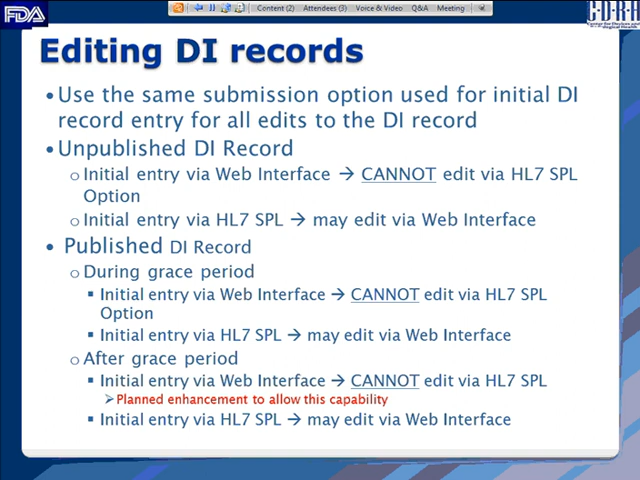 FDA
Content (2) Attendees (3) Voice & Video Q&A Meeting
CDRH
Editing DI records
• Use the same submission option used for initial DI
record entry for all edits to the DI record
• Unpublished DI Record
o Initial entry via Web Interface → CANNOT edit via HL7 SPL
Option
o Initial entry via HL7 SPL → may edit via Web Interface
• Published DI Record
o During grace period
▪ Initial entry via Web Interface → CANNOT edit via HL7 SPL
Option
▪ Initial entry via HL7 SPL → may edit via Web Interface
o After grace period
▪ Initial entry via Web Interface → CANNOT edit via HL7 SPL
➢ Planned enhancement to allow this capability
▪ Initial entry via HL7 SPL → may edit via Web Interface